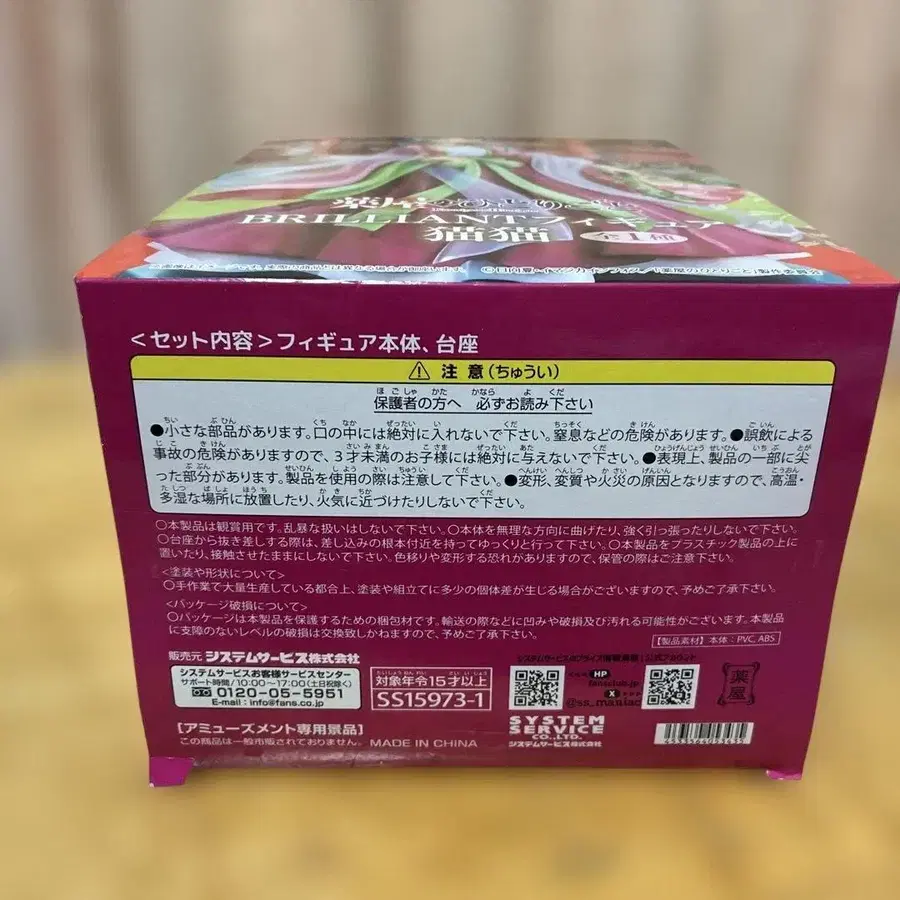 薬屋のひとりごと
BRILLIANTフィギュア
猫猫 全1種
©日向夏・イマジカインフォス/「薬屋のひとりごと」製作委員会
<セット内容>フィギュア本体、台座
⚠ 注意(ちゅうい)
保護者の方へ 必ずお読み下さい
●小さな部品があります。口の中には絶対に入れないで下さい。窒息などの危険があります。●誤飲による
事故の危険がありますので、3才未満のお子様には絶対に与えないで下さい。●表現上、製品の一部に尖
った部分があります。製品を使用の際は注意して下さい。●変形、変質や火災の原因となりますので、高温・
多湿な場所に放置したり、火気に近づけたりしないで下さい。
○本製品は観賞用です。乱暴な扱いはしないで下さい。○本体を無理な方向に曲げたり、強く引っ張ったりしないで下さい。
○台座から抜き差しする際は、差し込みの根本付近を持ってゆっくりと行って下さい。○本製品をプラスチック製品の上に
置いたり、接触させたままにしないで下さい。色移りや変形する恐れがありますので、保管の際はご注意下さい。
<塗装や形状について>
○手作業で大量生産している都合上、塗装や組立てに多少の個体差が生じる場合がございますので、予めご了承下さい。
<パッケージ破損について>
○パッケージは本製品を保護するための梱包材です。輸送の際などに凹みや破損及び汚れる可能性がございます。本製品
に支障のないレベルの破損は交換致しかねますので、予めご了承下さい。
【製品素材】本体:PVC, ABS
販売元 システムサービス株式会社
システムサービスお客様サービスセンター
サポート時間/10:00~17:00(土日祝除く)
0120-05-5951
E-mail:info@fans.co.jp
対象年令15才以上
SS15973-1
HP
fansclub.jp
X
@ss_maniac
薬屋
【アミューズメント専用景品】
この商品は一般市販されておりません。 MADE IN CHINA
SYSTEM
SERVICE
CO.,LTD.
システムサービス株式会社